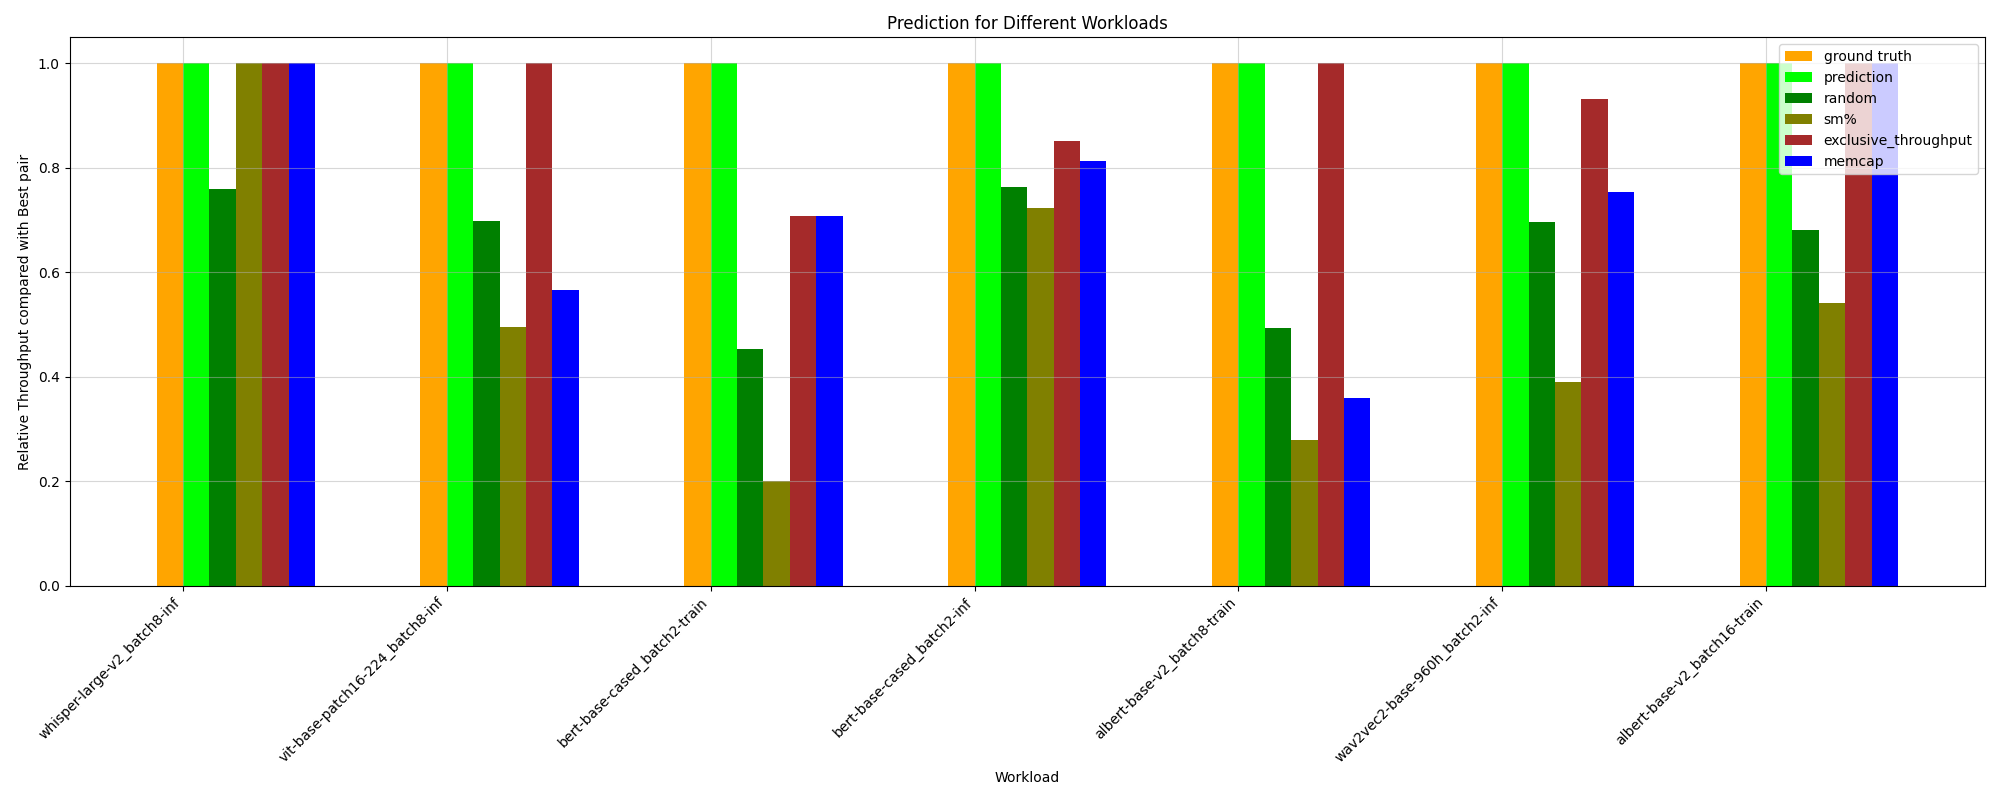 Prediction for Different Workloads
Relative Throughput compared with Best pair
1.0
0.8
0.6
0.4
0.2
0.0
ground truth
prediction
random
sm%
exclusive_throughput
memcap
whisper-large-v2_batch8-inf
vit-base-patch16-224_batch8-inf
bert-base-cased_batch2-train
bert-base-cased_batch2-inf
albert-base-v2_batch8-train
wav2vec2-base-960h_batch2-inf
albert-base-v2_batch16-train
Workload